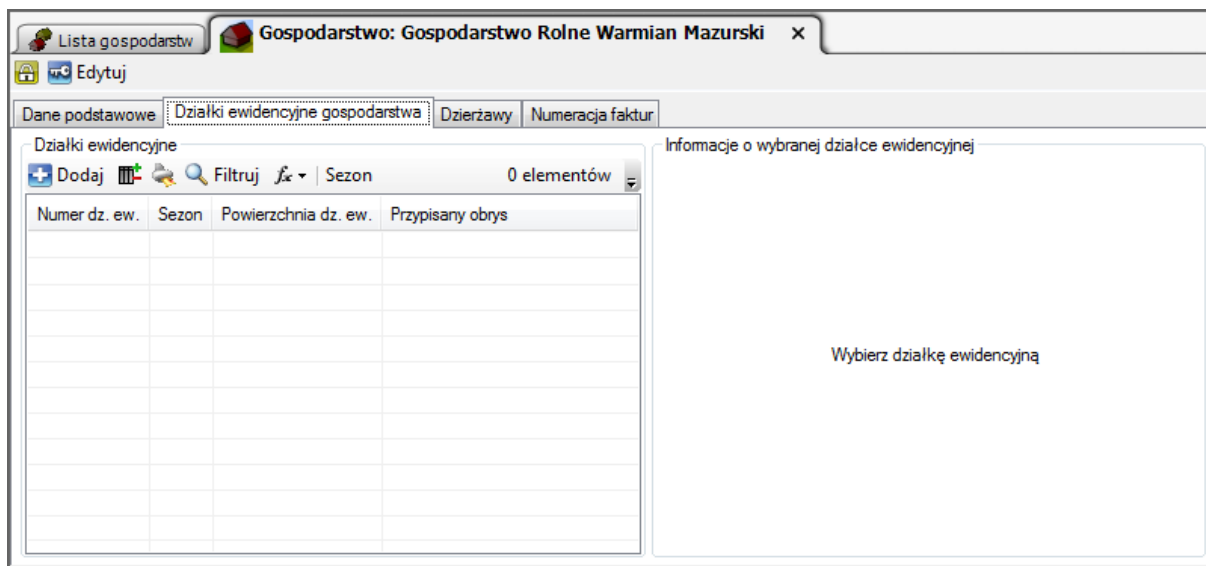 Lista gospodarstw
Gospodarstwo: Gospodarstwo Rolne Warmian Mazurski
Edytuj
Dane podstawowe Działki ewidencyjne gospodarstwa Dzierżawy Numeracja faktur
Działki ewidencyjne
Dodaj Filtruj fx Sezon 0 elementów
Numer dz. ew. Sezon Powierzchnia dz. ew. Przypisany obrys
Informacje o wybranej działce ewidencyjnej
Wybierz działkę ewidencyjną